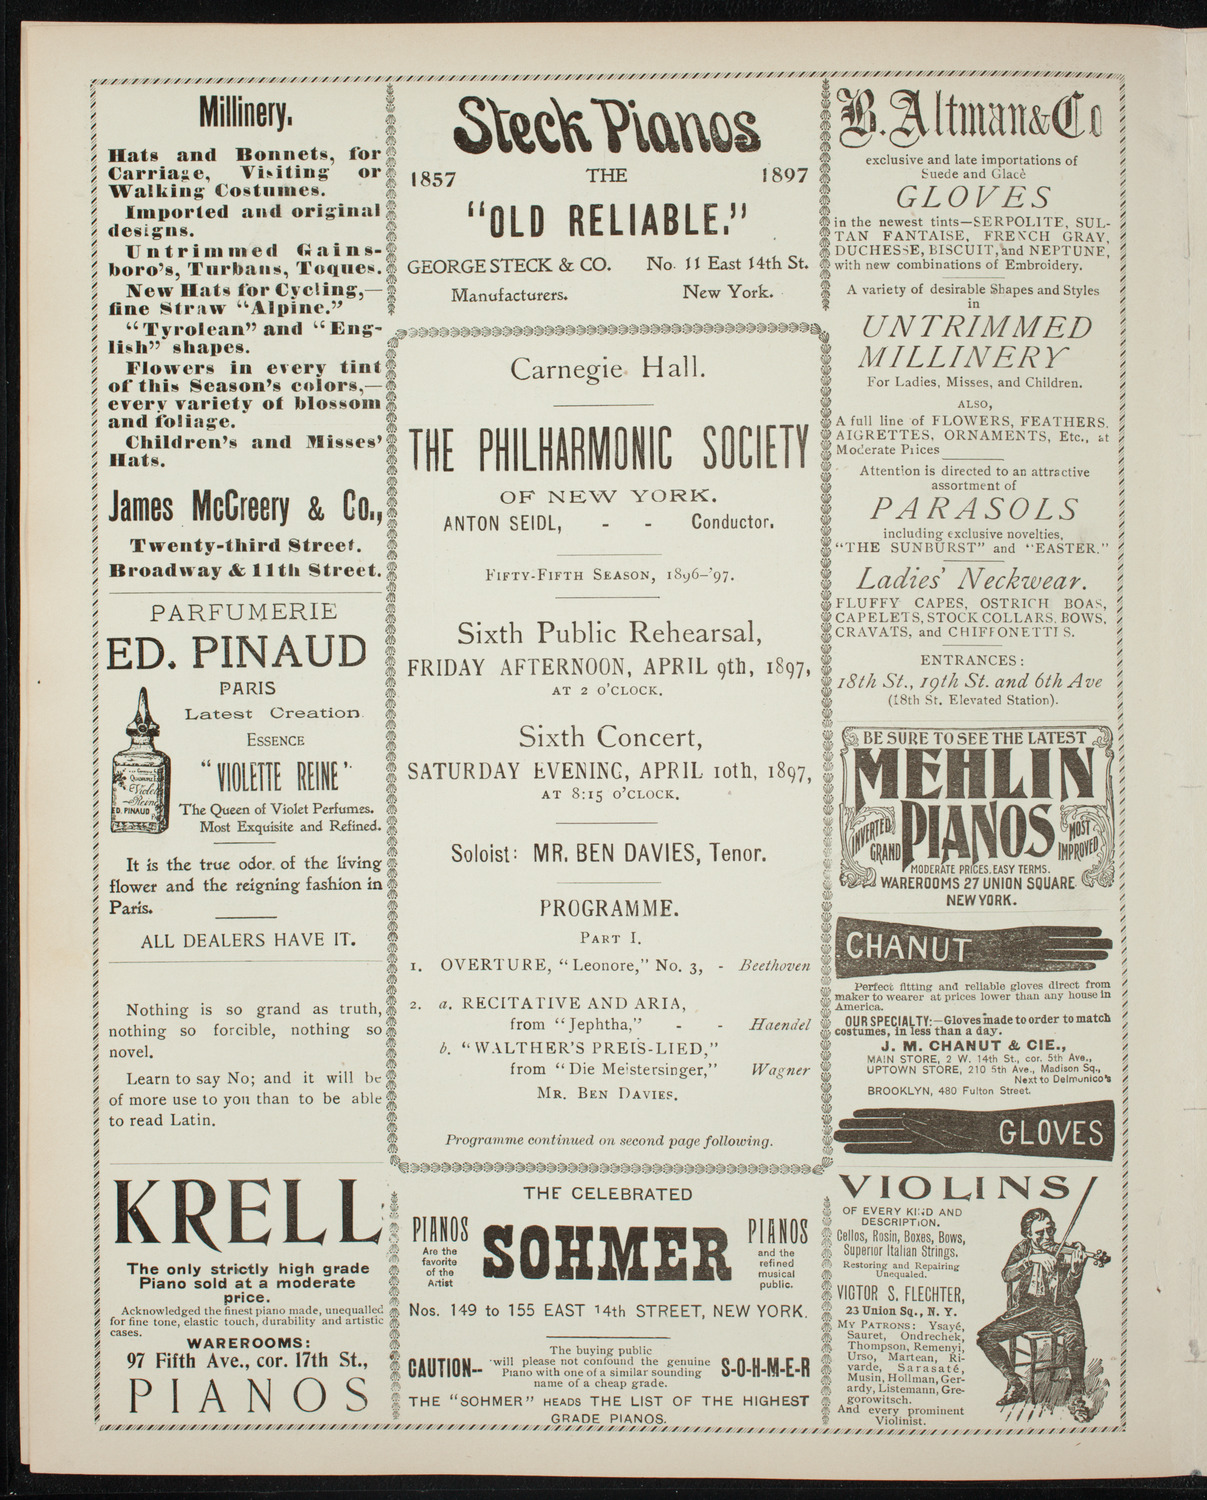 Millinery.
Hats and Bonnets, for
Carriage, Visiting or
Walking Costumes.
Imported and original
designs.
Untrimmed Gains-
boro's, Turbans, Toques.
New Hats for Cycling,—
fine Straw "Alpine."
"Tyrolean" and "Eng-
lish" shapes.
Flowers in every tint
of this Season's colors,—
every variety of blossom
and foliage.
Children's and Misses'
Hats.
James McCreery & Co.,
Twenty-third Street.
Broadway & 11th Street.
PARFUMERIE
ED. PINAUD
PARIS
Latest Creation
ESSENCE
"VIOLETTE REINE"
The Queen of Violet Perfumes.
Most Exquisite and Refined.
Violette
Reine
ED. PINAUD
It is the true odor of the living
flower and the reigning fashion in
Paris.
ALL DEALERS HAVE IT.
Nothing is so grand as truth,
nothing so forcible, nothing so
novel.
Learn to say No; and it will be
of more use to you than to be able
to read Latin.
KRELL
The only strictly high grade
Piano sold at a moderate
price.
Acknowledged the finest piano made, unequalled
for fine tone, elastic touch, durability and artistic
cases.
WAREROOMS:
97 Fifth Ave., cor. 17th St.,
PIANOS
Steck Pianos
1857 THE 1897
"OLD RELIABLE."
GEORGE STECK & CO. No. 11 East 14th St.
Manufacturers. New York.
Carnegie Hall.
THE PHILHARMONIC SOCIETY
OF NEW YORK.
ANTON SEIDL, - - Conductor.
FIFTY-FIFTH SEASON, 1896-'97.
Sixth Public Rehearsal,
FRIDAY AFTERNOON, APRIL 9th, 1897,
AT 2 O'CLOCK.
Sixth Concert,
SATURDAY EVENING, APRIL 10th, 1897,
AT 8:15 O'CLOCK.
Soloist: MR. BEN DAVIES, Tenor.
PROGRAMME.
PART I.
1. OVERTURE, "Leonore," No. 3, - Beethoven
2. a. RECITATIVE AND ARIA,
from "Jephtha," - - Haendel
b. "WALTHER'S PREIS-LIED,"
from "Die Meistersinger," Wagner
MR. BEN DAVIES.
Programme continued on second page following.
THE CELEBRATED
PIANOS
Are the
favorite
of the
Artist
SOHMER
PIANOS
and the
refined
musical
public.
Nos. 149 to 155 EAST 14th STREET, NEW YORK.
CAUTION--
The buying public
will please not confound the genuine
Piano with one of a similar sounding
name of a cheap grade.
S-O-H-M-E-R
THE "SOHMER" HEADS THE LIST OF THE HIGHEST
GRADE PIANOS.
B. Altman & Co
exclusive and late importations of
Suede and Glacè
GLOVES
in the newest tints—SERPOLITE, SUL-
TAN FANTAISE, FRENCH GRAY,
DUCHESSE, BISCUIT, and NEPTUNE,
with new combinations of Embroidery.
A variety of desirable Shapes and Styles
in
UNTRIMMED
MILLINERY
For Ladies, Misses, and Children.
ALSO,
A full line of FLOWERS, FEATHERS.
AIGRETTES, ORNAMENTS, Etc., at
Moderate Prices
Attention is directed to an attractive
assortment of
PARASOLS
including exclusive novelties,
"THE SUNBURST" and "EASTER."
Ladies' Neckwear.
FLUFFY CAPES, OSTRICH BOAS,
CAPELETS, STOCK COLLARS, BOWS,
CRAVATS, and CHIFFONETTIS.
ENTRANCES:
18th St., 19th St. and 6th Ave
(18th St. Elevated Station).
BE SURE TO SEE THE LATEST
MEHLIN
PIANOS
INVERTED
GRAND
MOST
IMPROVED
MODERATE PRICES. EASY TERMS.
WAREROOMS 27 UNION SQUARE
NEW YORK.
CHANUT
Perfect fitting and reliable gloves direct from
maker to wearer at prices lower than any house in
America.
OUR SPECIALTY:—Gloves made to order to match
costumes, in less than a day.
J. M. CHANUT & CIE.,
MAIN STORE, 2 W. 14th St., cor. 5th Ave.,
UPTOWN STORE, 210 5th Ave., Madison Sq.,
Next to Delmonico's
BROOKLYN, 480 Fulton Street.
GLOVES
VIOLINS
OF EVERY KIND AND
DESCRIPTION.
Cellos, Rosin, Boxes, Bows,
Superior Italian Strings.
Restoring and Repairing
Unequaled.
VICTOR S. FLECHTER,
23 Union Sq., N. Y.
MY PATRONS: Ysayé,
Sauret, Ondrechek,
Thompson, Remenyi,
Urso, Martean, Ri-
varde, Sarasaté,
Musin, Hollman, Ger-
ardy, Listemann, Gre-
gorowitsch.
And every prominent
Violinist.